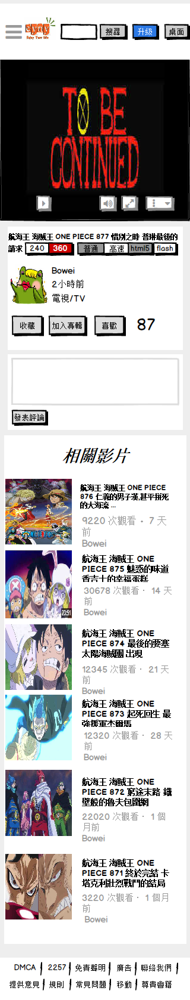 eyny
Enjoy Your Life
搜尋
升級
桌面
TO BE
CONTINUED
航海王 海賊王 ONE PIECE 877 惜別之時 普琳最後的
請求 240 360 普通 高速 html5 flash
Bowei
2小時前
電視/TV
收藏 加入專輯 喜歡 87
發表評論
相關影片
航海王 海賊王 ONE PIECE
876 仁義的男子漢,甚平拼死
的大海流 ...
9220 次觀看 · 7 天
前
Bowei
航海王 海賊王 ONE
PIECE 875 魅惑的味道
香吉士的幸福蛋糕
30678 次觀看 · 14 天
前
Bowei
23:51
航海王 海賊王 ONE
PIECE 874 最後的要塞
太陽海賊團 出現
12345 次觀看 · 21 天
前
Bowei
航海王 海賊王 ONE
PIECE 873 起死回生 最
強援軍杰爾馬
12320 次觀看 · 28 天
前
Bowei
航海王 海賊王 ONE
PIECE 872 窮途末路 鐵
壁般的魯夫包圍網
22020 次觀看 · 1 個
月前
Bowei
航海王 海賊王 ONE
PIECE 871 終於完結 卡
塔克利壯烈戰鬥的結局
3220 次觀看 · 1 個月
前
Bowei
DMCA | 2257 | 免責聲明 | 廣告 | 聯絡我們 |
提供意見 | 規則 | 常見問題 | 移動 | 尊貴會籍